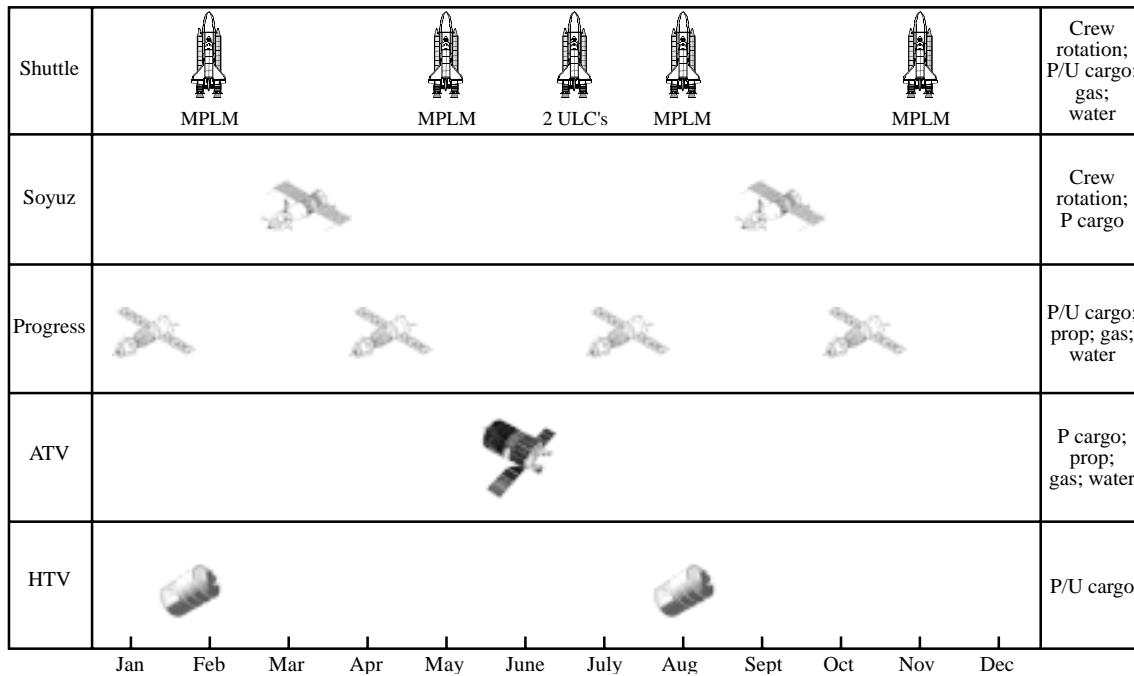 Shuttle
MPLM
MPLM
2 ULC's
MPLM
MPLM
Crew
rotation;
P/U cargo;
gas;
water
Soyuz
Crew
rotation;
P cargo
Progress
P/U cargo;
prop; gas;
water
ATV
P cargo;
prop;
gas; water
HTV
P/U cargo
Jan Feb Mar Apr May June July Aug Sept Oct Nov Dec